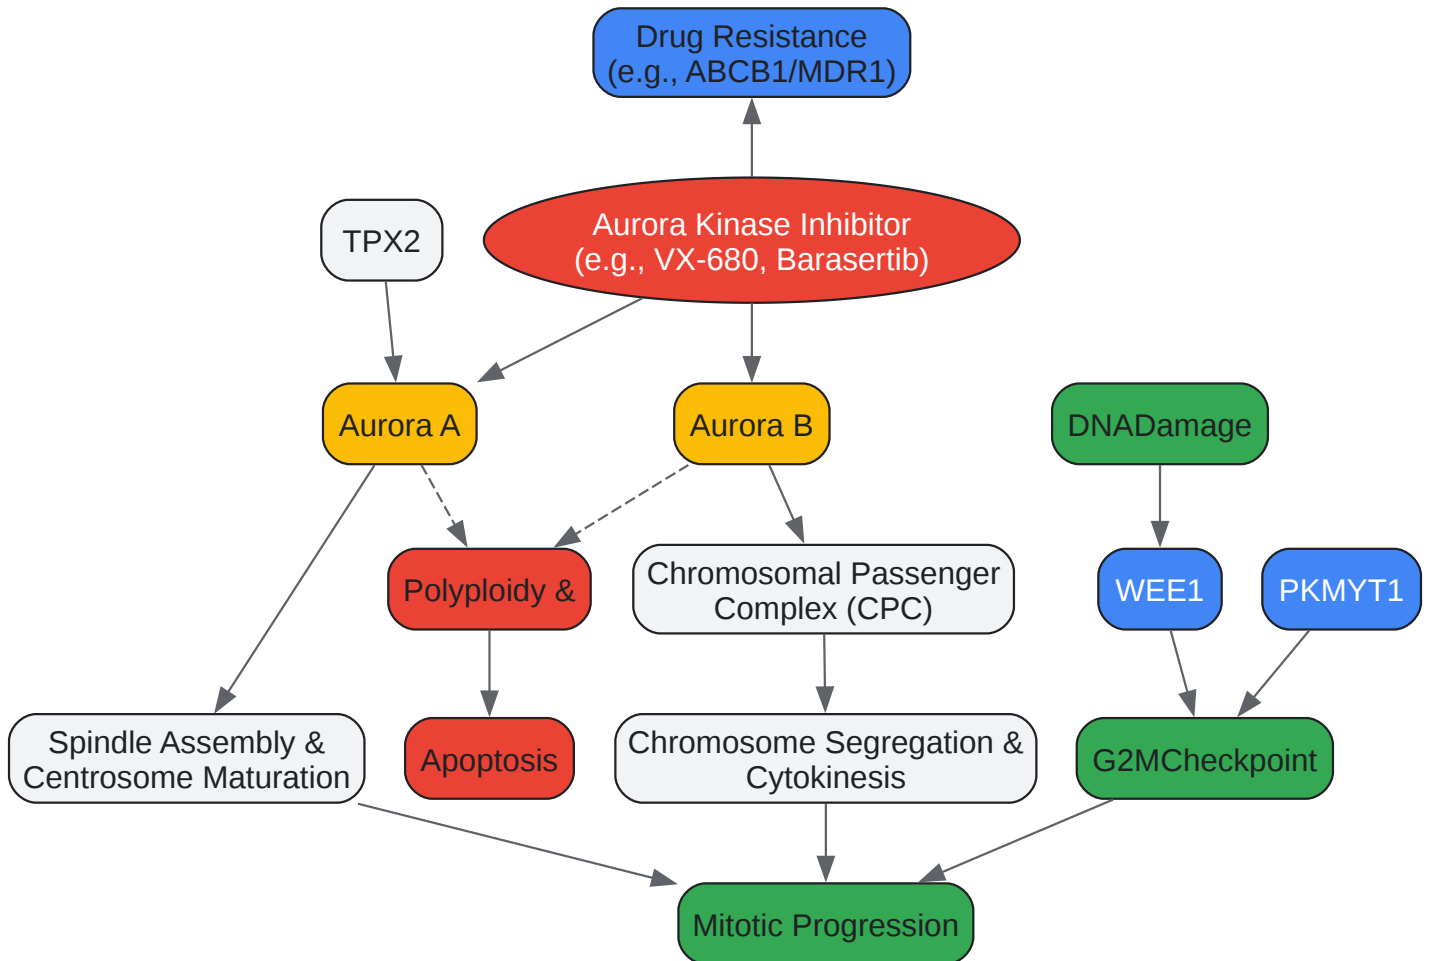 Drug Resistance
(e.g., ABCB1/MDR1)
TPX2
Aurora Kinase Inhibitor
(e.g., VX-680, Barasertib)
Aurora A
Aurora B
DNADamage
Polyploidy &
Chromosomal Passenger
Complex (CPC)
WEE1
PKMYT1
Spindle Assembly &
Centrosome Maturation
Apoptosis
Chromosome Segregation &
Cytokinesis
G2MCheckpoint
Mitotic Progression